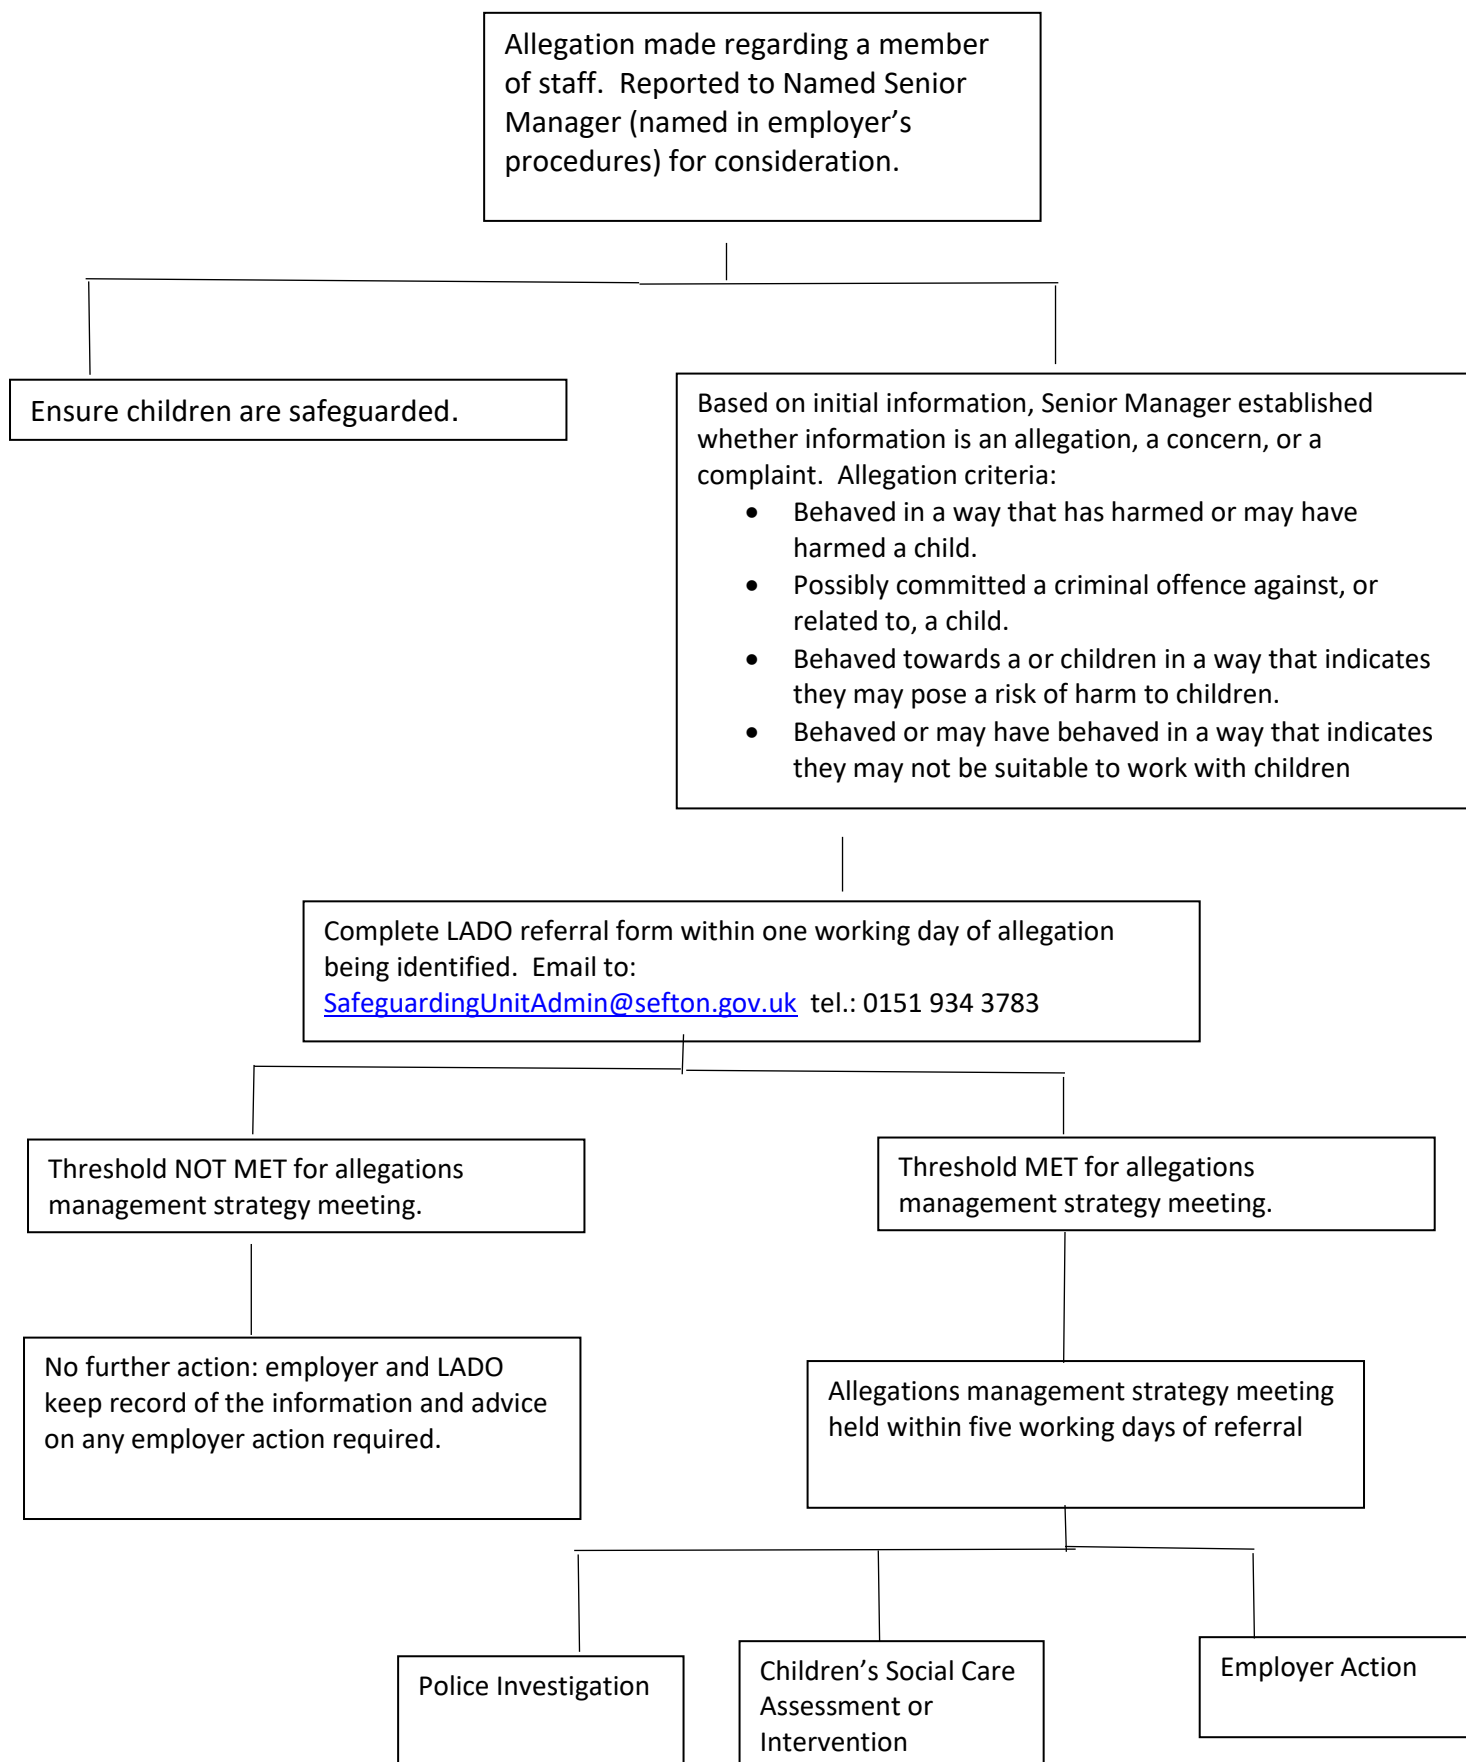 Allegation made regarding a member
of staff.  Reported to Named Senior
Manager (named in employer’s
procedures) for consideration.
Ensure children are safeguarded.
Based on initial information, Senior Manager established
whether information is an allegation, a concern, or a
complaint.  Allegation criteria:
• Behaved in a way that has harmed or may have
harmed a child.
• Possibly committed a criminal offence against, or
related to, a child.
• Behaved towards a or children in a way that indicates
they may pose a risk of harm to children.
• Behaved or may have behaved in a way that indicates
they may not be suitable to work with children
Complete LADO referral form within one working day of allegation
being identified.  Email to:
SafeguardingUnitAdmin@sefton.gov.uk  tel.: 0151 934 3783
Threshold NOT MET for allegations
management strategy meeting.
Threshold MET for allegations
management strategy meeting.
No further action: employer and LADO
keep record of the information and advice
on any employer action required.
Allegations management strategy meeting
held within five working days of referral
Police Investigation
Children’s Social Care
Assessment or
Intervention
Employer Action